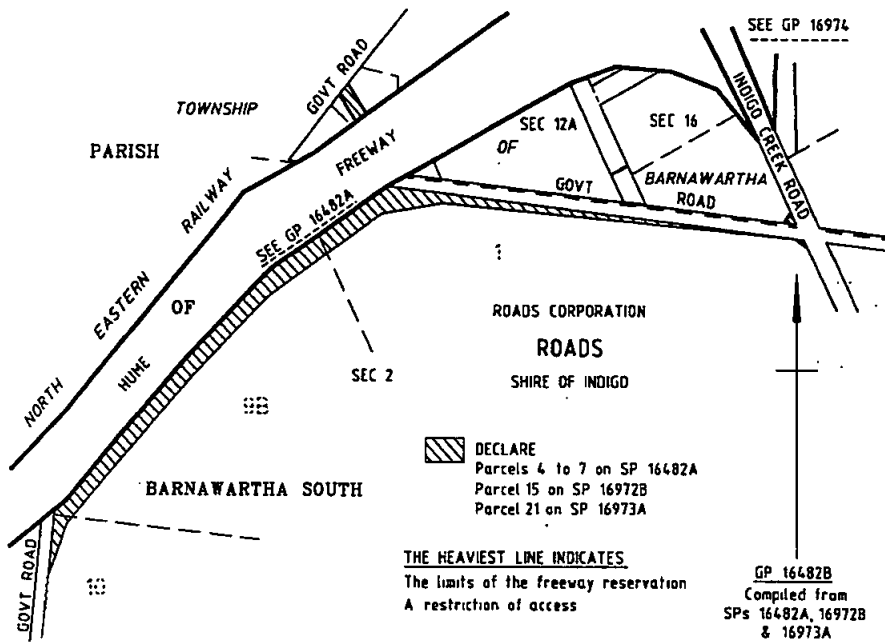 SEE GP 16974
GOVT ROAD
TOWNSHIP
PARISH
INDIGO CREEK ROAD
SEC 12A
SEC 16
OF
FREEWAY
BARNAWARTHA
GOVT ROAD
NORTH EASTERN RAILWAY
SEE GP 16482A
1
OF
HUME
ROADS CORPORATION
ROADS
SHIRE OF INDIGO
SEC 2
9B
DECLARE
Parcels 4 to 7 on SP 16482A
Parcel 15 on SP 16972B
Parcel 21 on SP 16973A
BARNAWARTHA SOUTH
GOVT ROAD
10
THE HEAVIEST LINE INDICATES
The limits of the freeway reservation
A restriction of access
GP 16482B
Compiled from
SPs 16482A, 16972B
& 16973A